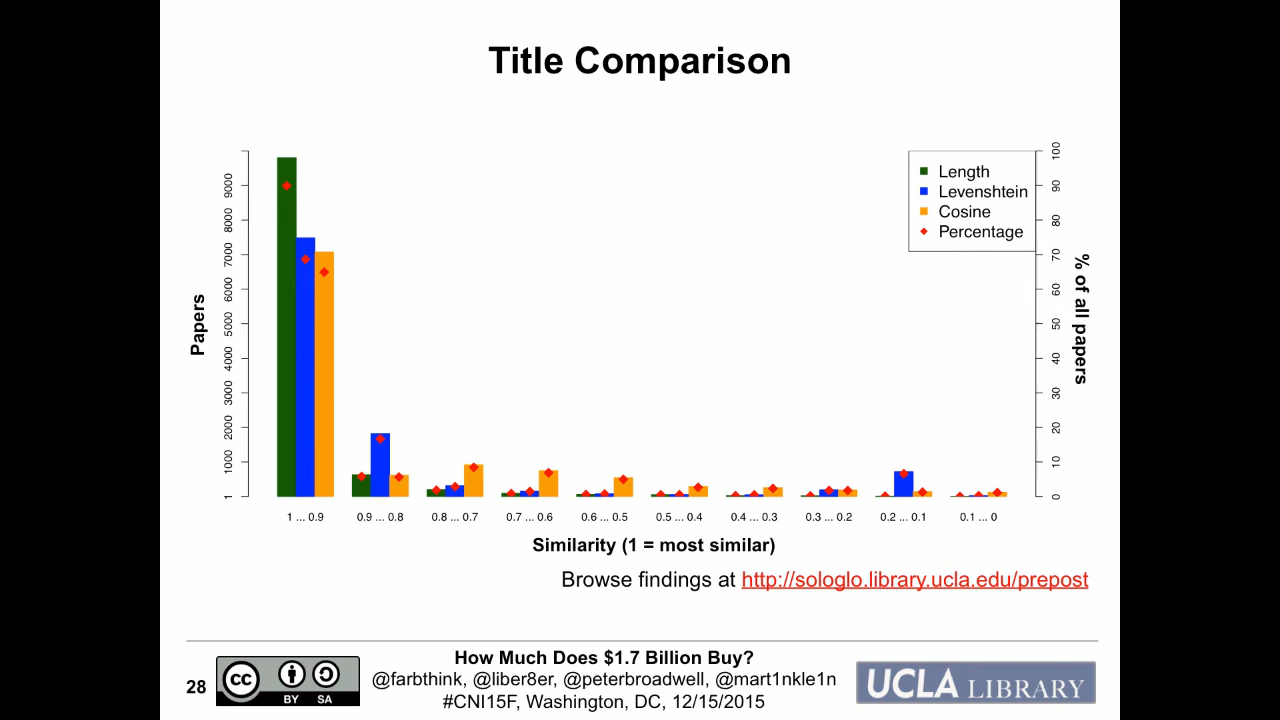 Title Comparison
Length
Levenshtein
Cosine
Percentage
Papers
1
1000
2000
3000
4000
5000
6000
7000
8000
9000
0
10
20
30
40
50
60
70
80
90
100
% of all papers
1 ... 0.9
0.9 ... 0.8
0.8 ... 0.7
0.7 ... 0.6
0.6 ... 0.5
0.5 ... 0.4
0.4 ... 0.3
0.3 ... 0.2
0.2 ... 0.1
0.1 ... 0
Similarity (1 = most similar)
Browse findings at http://sologlo.library.ucla.edu/prepost
28
cc BY SA
How Much Does $1.7 Billion Buy?
@farbthink, @liber8er, @peterbroadwell, @mart1nkle1n
#CNI15F, Washington, DC, 12/15/2015
UCLA LIBRARY